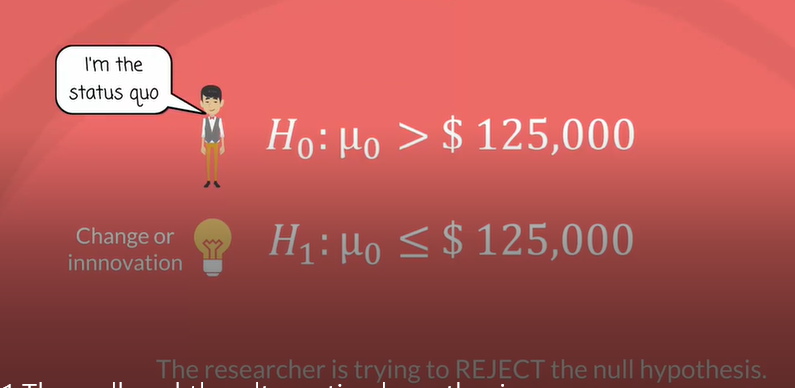 I'm the
status quo
H₀: μ₀ > $ 125,000
Change or
innnovation
H₁: μ₀ ≤ $ 125,000
The researcher is trying to REJECT the null hypothesis.